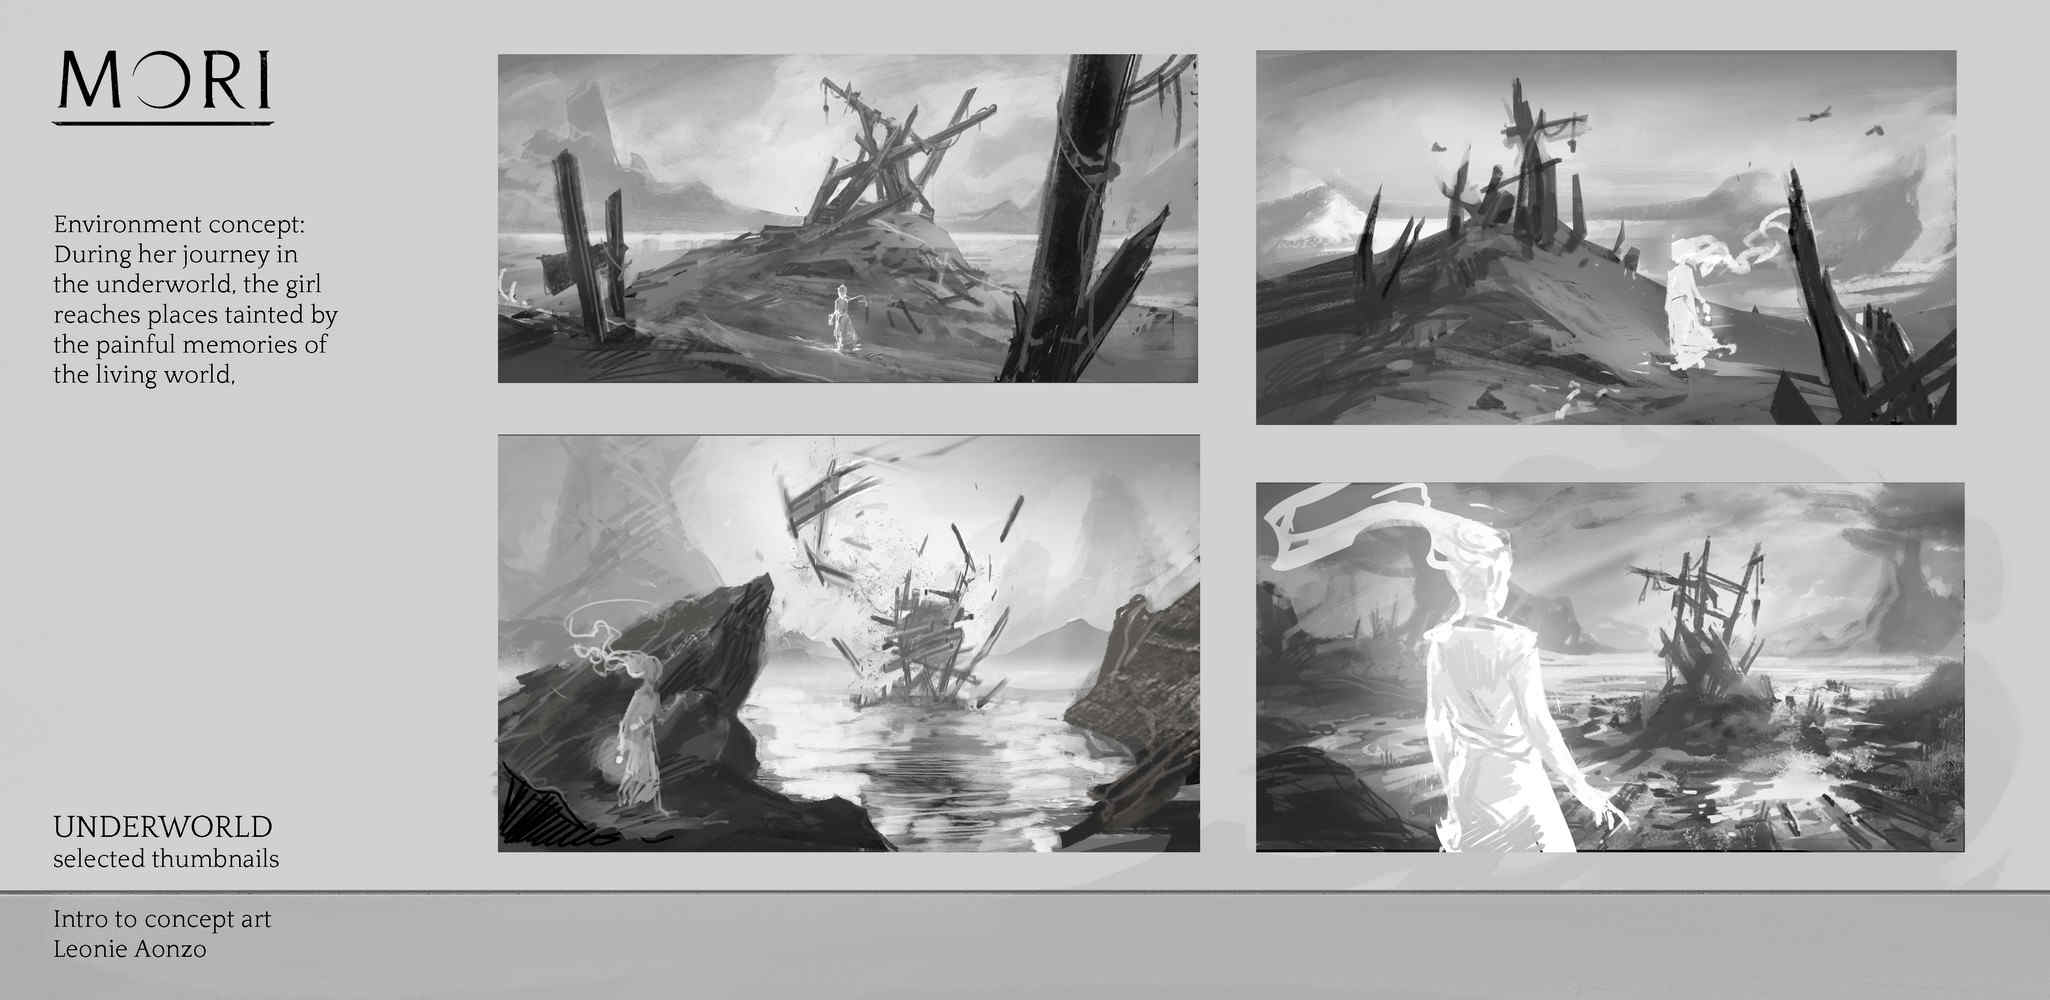 MORI
Environment concept:
During her journey in
the underworld, the girl
reaches places tainted by
the painful memories of
the living world,
UNDERWORLD
selected thumbnails
Intro to concept art
Leonie Aonzo